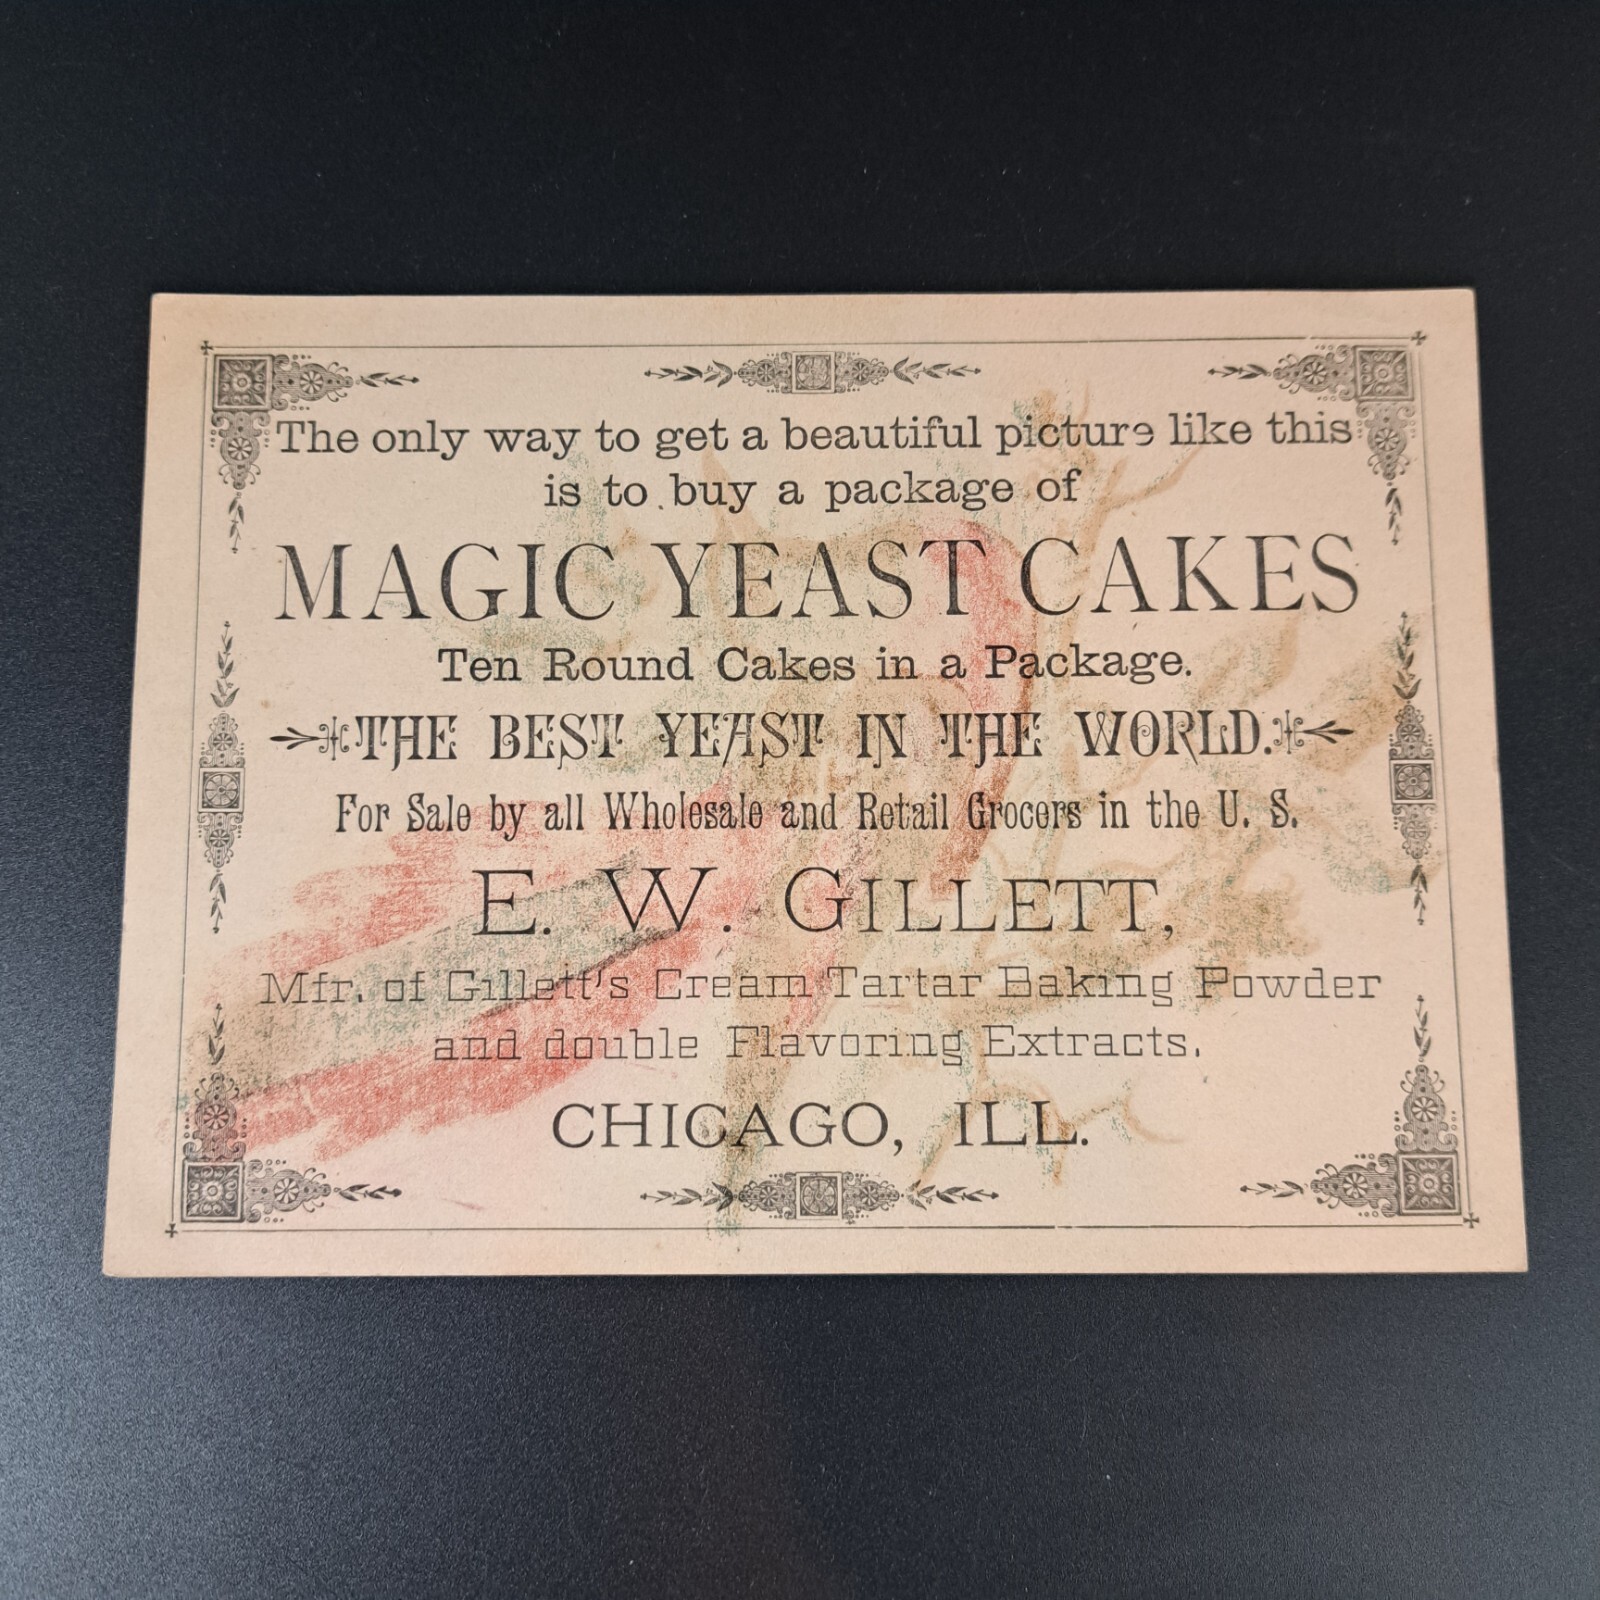 The only way to get a beautiful picture like this
is to buy a package of
MAGIC YEAST CAKES
Ten Round Cakes in a Package.
THE BEST YEAST IN THE WORLD.
For Sale by all Wholesale and Retail Grocers in the U. S.
E. W. GILLETT,
Mfr. of Gillett's Cream Tartar Baking Powder
and double Flavoring Extracts.
CHICAGO, ILL.